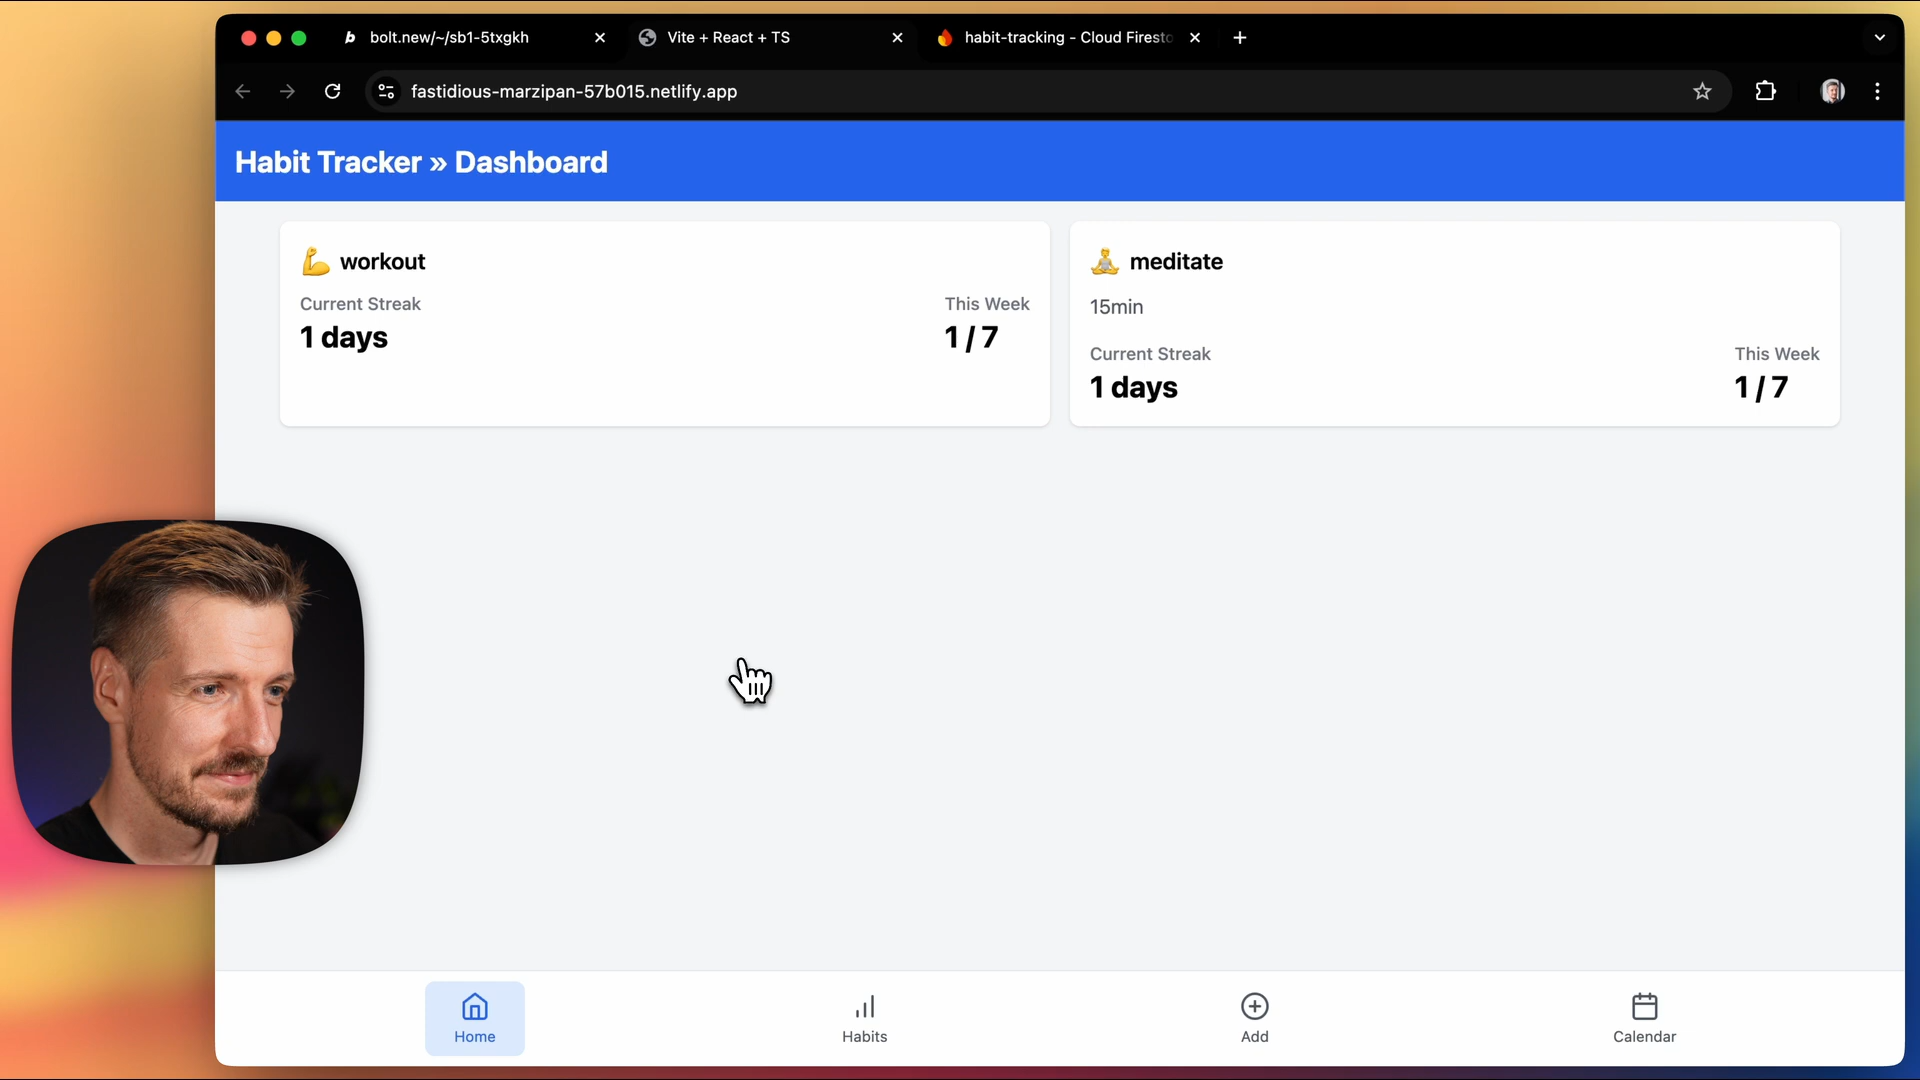 bolt.new/~/sb1-5txgkh
Vite + React + TS
habit-tracking - Cloud Firesto
fastidious-marzipan-57b015.netlify.app
Habit Tracker » Dashboard
workout
Current Streak
This Week
1 days
1 / 7
meditate
15min
Current Streak
This Week
1 days
1 / 7
Home
Habits
Add
Calendar